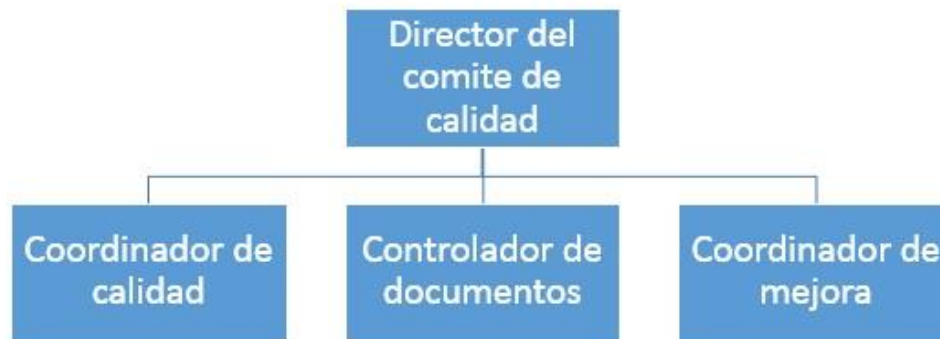 Director del
comite de
calidad
Coordinador de
calidad
Controlador de
documentos
Coordinador de
mejora